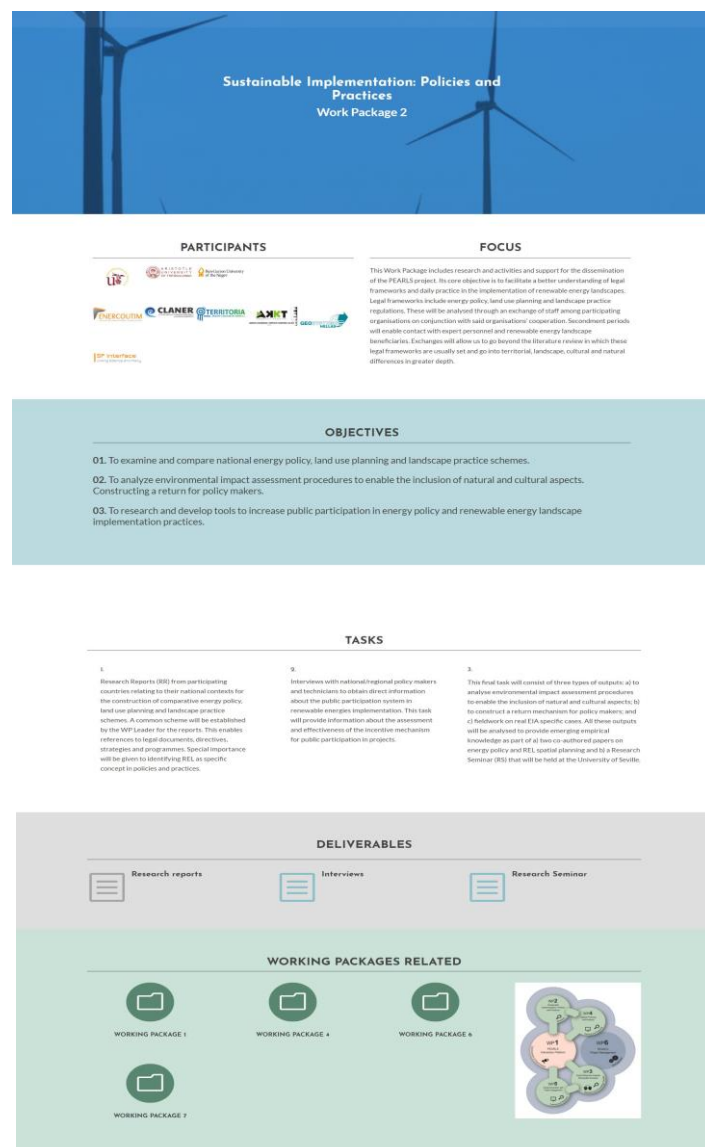 Sustainable Implementation: Policies and
Practices
Work Package 2
PARTICIPANTS
us
ARISTOTLE
UNIVERSITY
OF THESSALONIKI
Ben-Gurion University
of the Negev
ENERCOUTIM
CLANER
TERRITORIA
AKKT
GEO
HELLAS
SP interface
FOCUS
This Work Package includes research and activities and support for the dissemination
of the PEARLS project. Its core objective is to facilitate a better understanding of legal
frameworks and daily practice in the implementation of renewable energy landscapes.
Legal frameworks include energy policy, land use planning and landscape practice
regulations. These will be analysed through an exchange of staff among participating
organisations on conjunction with said organisations' cooperation. Secondment periods
will enable contact with expert personnel and renewable energy landscape
beneficiaries. Exchanges will allow us to go beyond the literature review in which these
legal frameworks are usually set and go into territorial, landscape, cultural and natural
differences in greater depth.
OBJECTIVES
01. To examine and compare national energy policy, land use planning and landscape practice schemes.
02. To analyze environmental impact assessment procedures to enable the inclusion of natural and cultural aspects.
Constructing a return for policy makers.
03. To research and develop tools to increase public participation in energy policy and renewable energy landscape
implementation practices.
TASKS
1.
Research Reports (RR) from participating
countries relating to their national contexts for
the construction of comparative energy policy,
land use planning and landscape practice
schemes. A common scheme will be established
by the WP Leader for the reports. This enables
references to legal documents, directives,
strategies and programmes. Special importance
will be given to identifying REL as specific
concept in policies and practices.
2.
Interviews with national/regional policy makers
and technicians to obtain direct information
about the public participation system in
renewable energies implementation. This task
will provide information about the assessment
and effectiveness of the incentive mechanism
for public participation in projects.
3.
This final task will consist of three types of outputs: a) to
analyse environmental impact assessment procedures
to enable the inclusion of natural and cultural aspects; b)
to construct a return mechanism for policy makers; and
c) fieldwork on real EIA specific cases. All these outputs
will be analysed to provide emerging empirical
knowledge as part of a) two co-authored papers on
energy policy and REL spatial planning and b) a Research
Seminar (RS) that will be held at the University of Seville.
DELIVERABLES
Research reports
Interviews
Research Seminar
WORKING PACKAGES RELATED
WORKING PACKAGE 1
WORKING PACKAGE 4
WORKING PACKAGE 6
WORKING PACKAGE 7
WP2
WP4
WP1
WP6
WP3